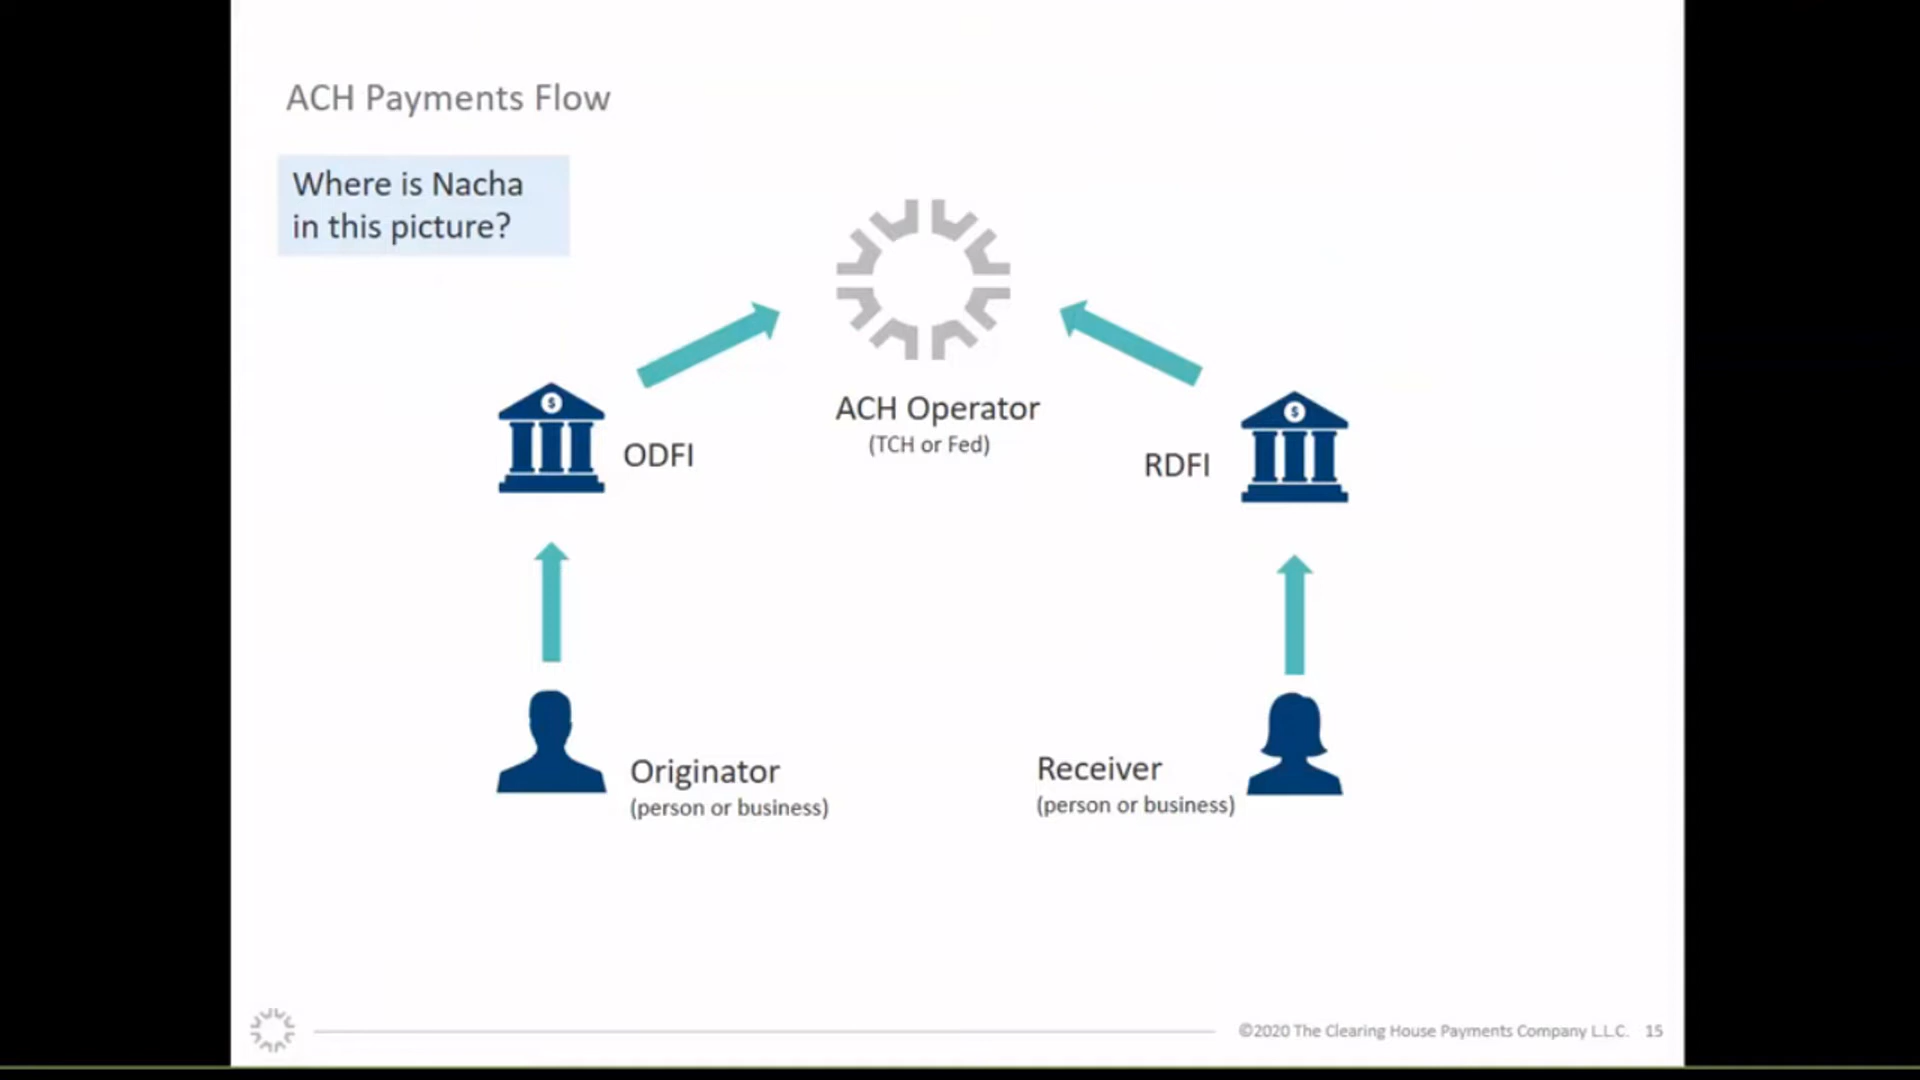 ACH Payments Flow
Where is Nacha
in this picture?
$
ODFI
ACH Operator
(TCH or Fed)
RDFI
$
Originator
(person or business)
Receiver
(person or business)
©2020 The Clearing House Payments Company L.L.C. 15